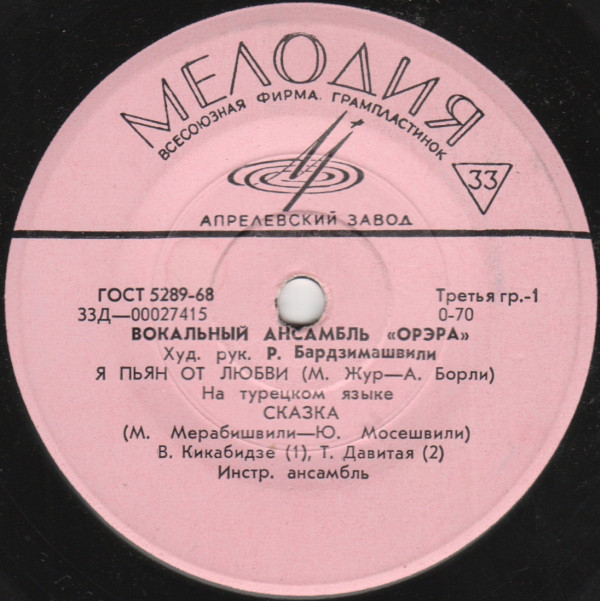 МЕЛОДИЯ
ВСЕСОЮЗНАЯ ФИРМА ГРАМПЛАСТИНОК
33
АПРЕЛЕВСКИЙ ЗАВОД
ГОСТ 5289-68 Третья гр.-1
33Д—00027415 0-70
ВОКАЛЬНЫЙ АНСАМБЛЬ «ОРЭРА»
Худ. рук. Р. Бардзимашвили
Я ПЬЯН ОТ ЛЮБВИ (М. Жур—А. Борли)
На турецком языке
СКАЗКА
(М. Мерабишвили—Ю. Мосешвили)
В. Кикабидзе (1), Т. Давитая (2)
Инстр. ансамбль